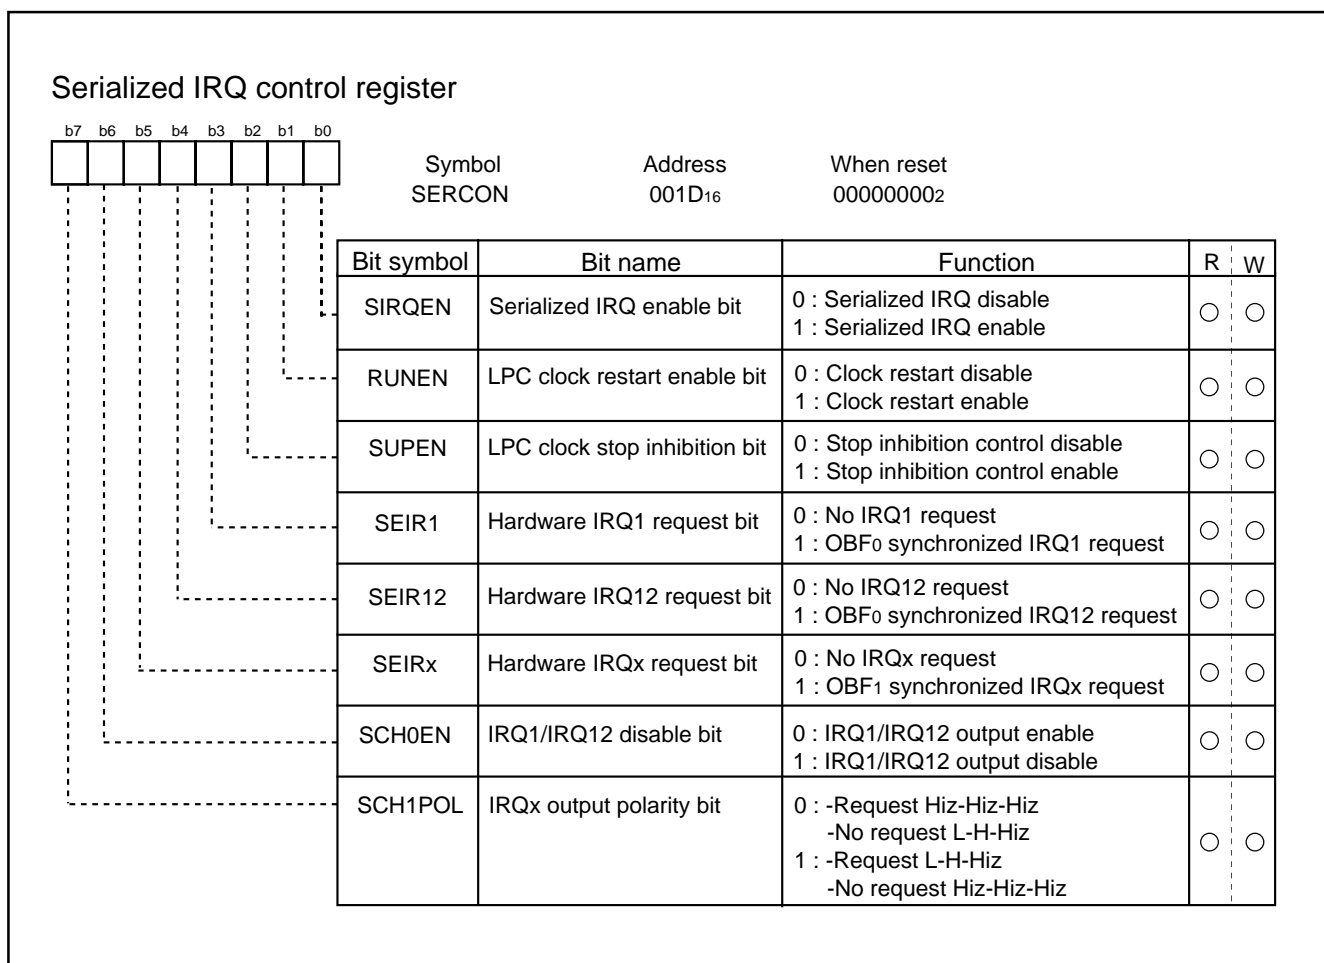 Serialized IRQ control register
b7 b6 b5 b4 b3 b2 b1 b0
Symbol Address When reset
SERCON 001D16 000000002
Bit symbol Bit name Function R W
SIRQEN Serialized IRQ enable bit 0 : Serialized IRQ disable
1 : Serialized IRQ enable
RUNEN LPC clock restart enable bit 0 : Clock restart disable
1 : Clock restart enable
SUPEN LPC clock stop inhibition bit 0 : Stop inhibition control disable
1 : Stop inhibition control enable
SEIR1 Hardware IRQ1 request bit 0 : No IRQ1 request
1 : OBF0 synchronized IRQ1 request
SEIR12 Hardware IRQ12 request bit 0 : No IRQ12 request
1 : OBF0 synchronized IRQ12 request
SEIRx Hardware IRQx request bit 0 : No IRQx request
1 : OBF1 synchronized IRQx request
SCH0EN IRQ1/IRQ12 disable bit 0 : IRQ1/IRQ12 output enable
1 : IRQ1/IRQ12 output disable
SCH1POL IRQx output polarity bit 0 : -Request Hiz-Hiz-Hiz
-No request L-H-Hiz
1 : -Request L-H-Hiz
-No request Hiz-Hiz-Hiz